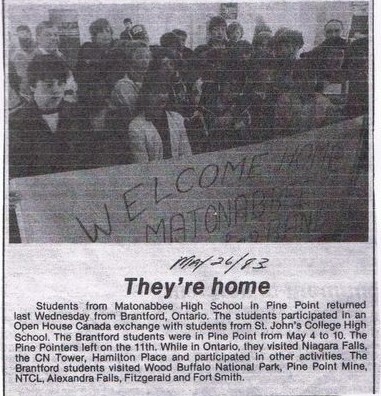 WELCOME HOME
MATONABBEE
May 26/83
They're home
Students from Matonabbee High School in Pine Point returned
last Wednesday from Brantford, Ontario. The students participated in an
Open House Canada exchange with students from St. John's College High
School. The Brantford students were in Pine Point from May 4 to 10. The
Pine Pointers left on the 11th. While in Ontario, they visited Niagara Falls,
the CN Tower, Hamilton Place and participated in other activities. The
Brantford students visited Wood Buffalo National Park, Pine Point Mine,
NTCL, Alexandra Falls, Fitzgerald and Fort Smith.